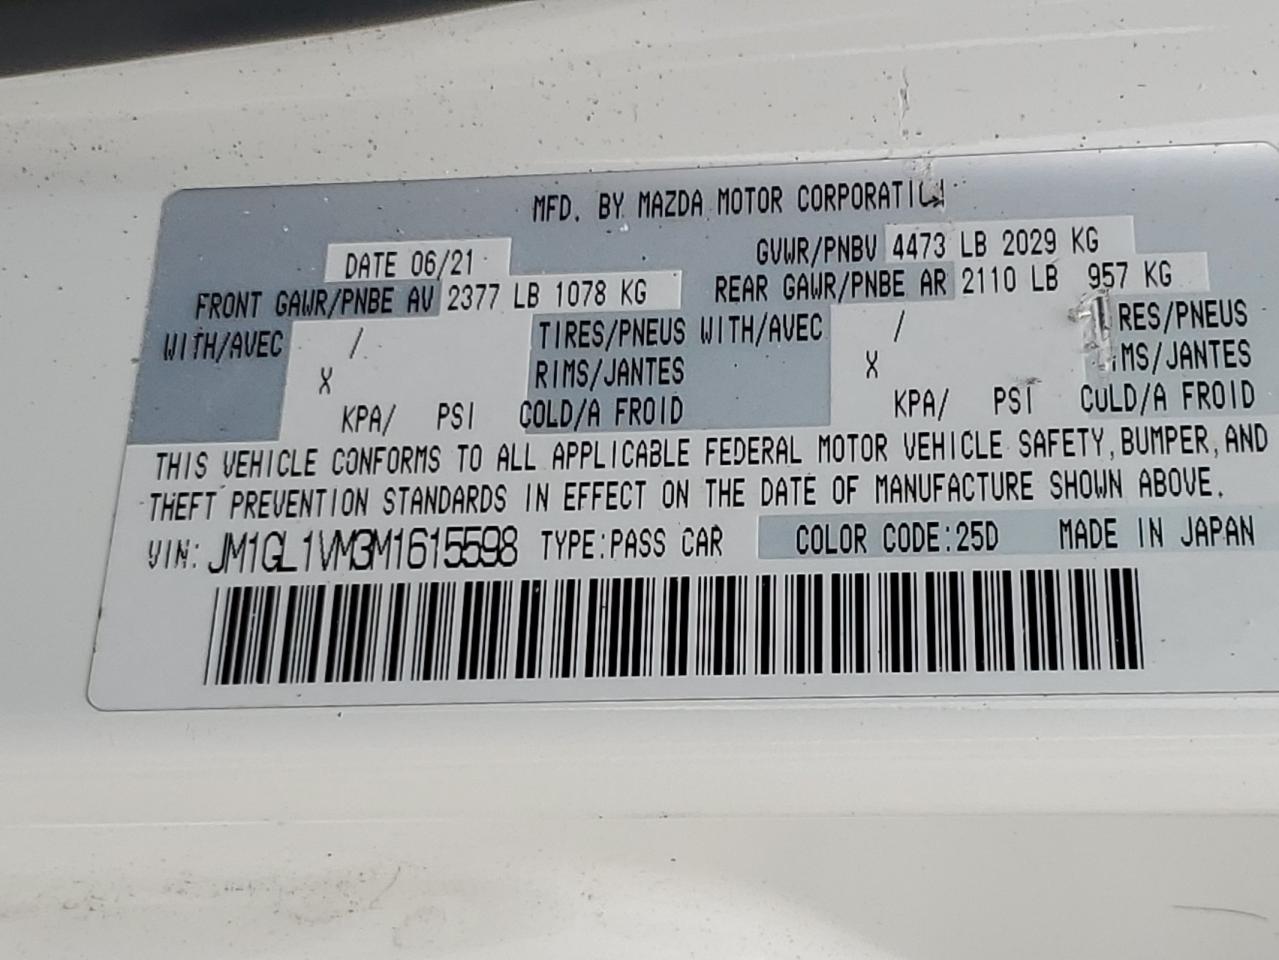 MFD. BY MAZDA MOTOR CORPORATION
DATE 06/21 GVWR/PNBV 4473 LB 2029 KG
FRONT GAWR/PNBE AV 2377 LB 1078 KG REAR GAWR/PNBE AR 2110 LB 957 KG
WITH/AVEC / TIRES/PNEUS WITH/AVEC / RES/PNEUS
X RIMS/JANTES X IMS/JANTES
KPA/ PSI COLD/A FROID KPA/ PSI COLD/A FROID
THIS VEHICLE CONFORMS TO ALL APPLICABLE FEDERAL MOTOR VEHICLE SAFETY, BUMPER, AND
THEFT PREVENTION STANDARDS IN EFFECT ON THE DATE OF MANUFACTURE SHOWN ABOVE.
VIN: JM1GL1VM3M1615598 TYPE:PASS CAR COLOR CODE:25D MADE IN JAPAN